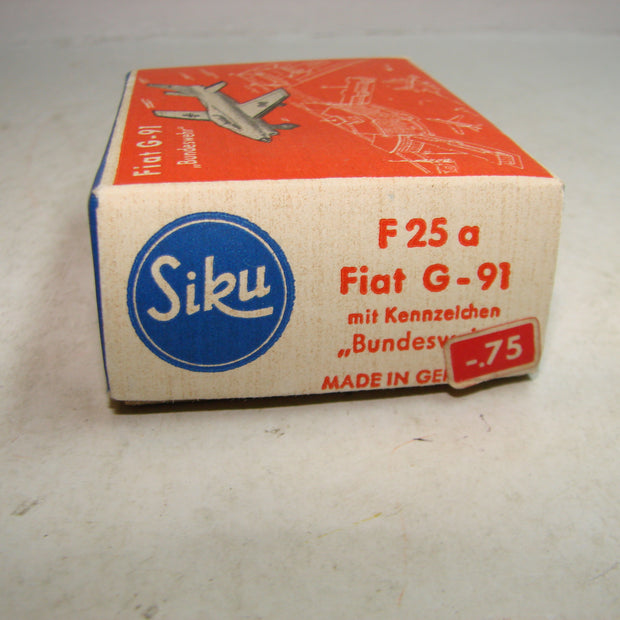 Fiat G-91
„Bundeswehr"
Siku
F 25 a
Fiat G-91
mit Kennzeichen
„Bundesw
MADE IN GE
-.75